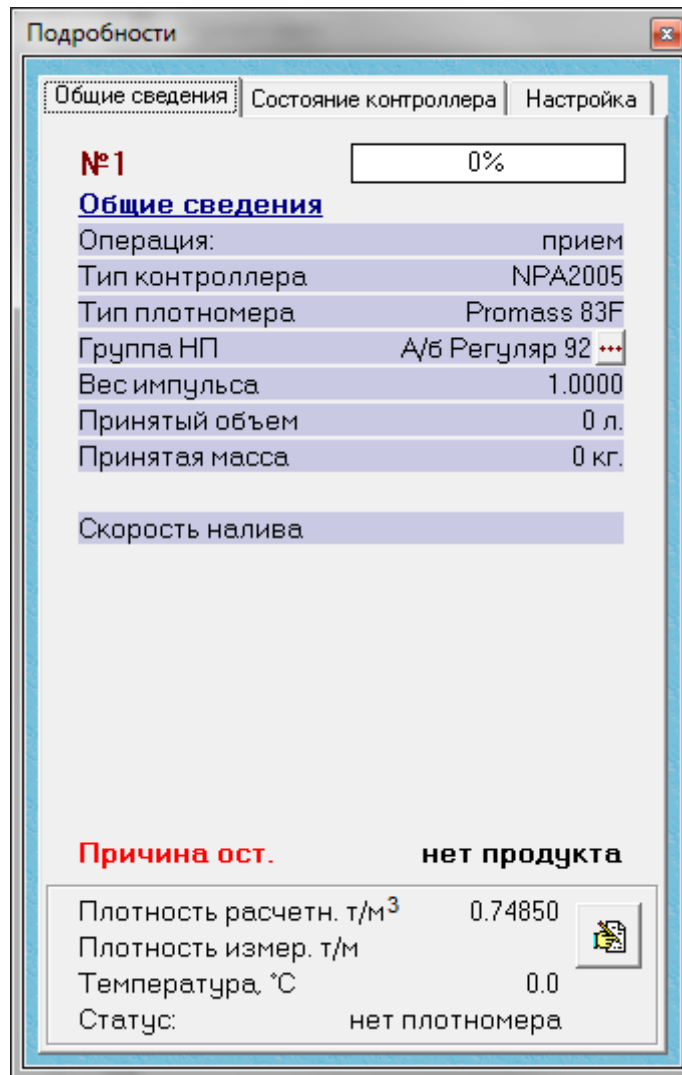 Подробности
Общие сведения Состояние контроллера Настройка
№1 0%
Общие сведения
Операция: прием
Тип контроллера NPA2005
Тип плотномера Promass 83F
Группа НП А/б Регуляр 92 ...
Вес импульса 1.0000
Принятый объем 0 л.
Принятая масса 0 кг.
Скорость налива
Причина ост. нет продукта
Плотность расчетн. т/м3 0.74850
Плотность измер. т/м
Температура, °С 0.0
Статус: нет плотномера